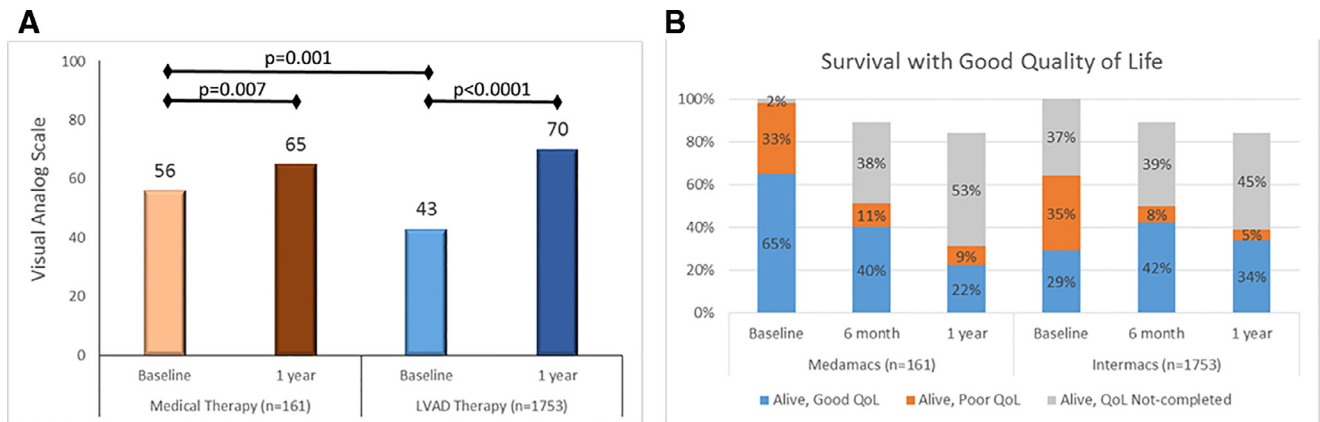 A
100
80
60
40
20
0
Visual Analog Scale
p=0.001
p=0.007
p<0.0001
56
65
43
70
Baseline
1 year
Baseline
1 year
Medical Therapy (n=161)
LVAD Therapy (n=1753)
B
Survival with Good Quality of Life
100%
80%
60%
40%
20%
0%
2%
33%
65%
38%
11%
40%
53%
9%
22%
37%
35%
29%
39%
8%
42%
45%
5%
34%
Baseline
6 month
1 year
Baseline
6 month
1 year
Medamacs (n=161)
Intermacs (n=1753)
Alive, Good QoL
Alive, Poor QoL
Alive, QoL Not-completed